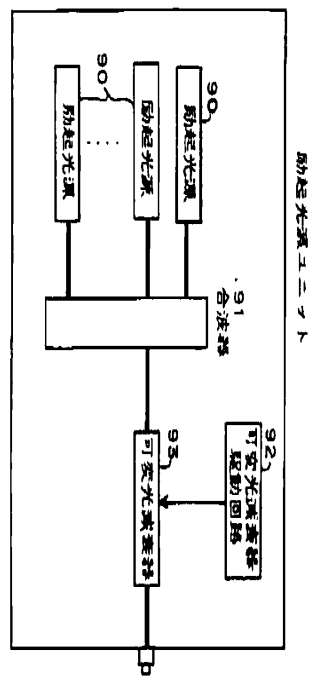 励起光源ユニット
90
励起光源
90
励起光源
励起光源
91
合波器
92
可変光減衰器
駆動回路
93
可変光減衰器